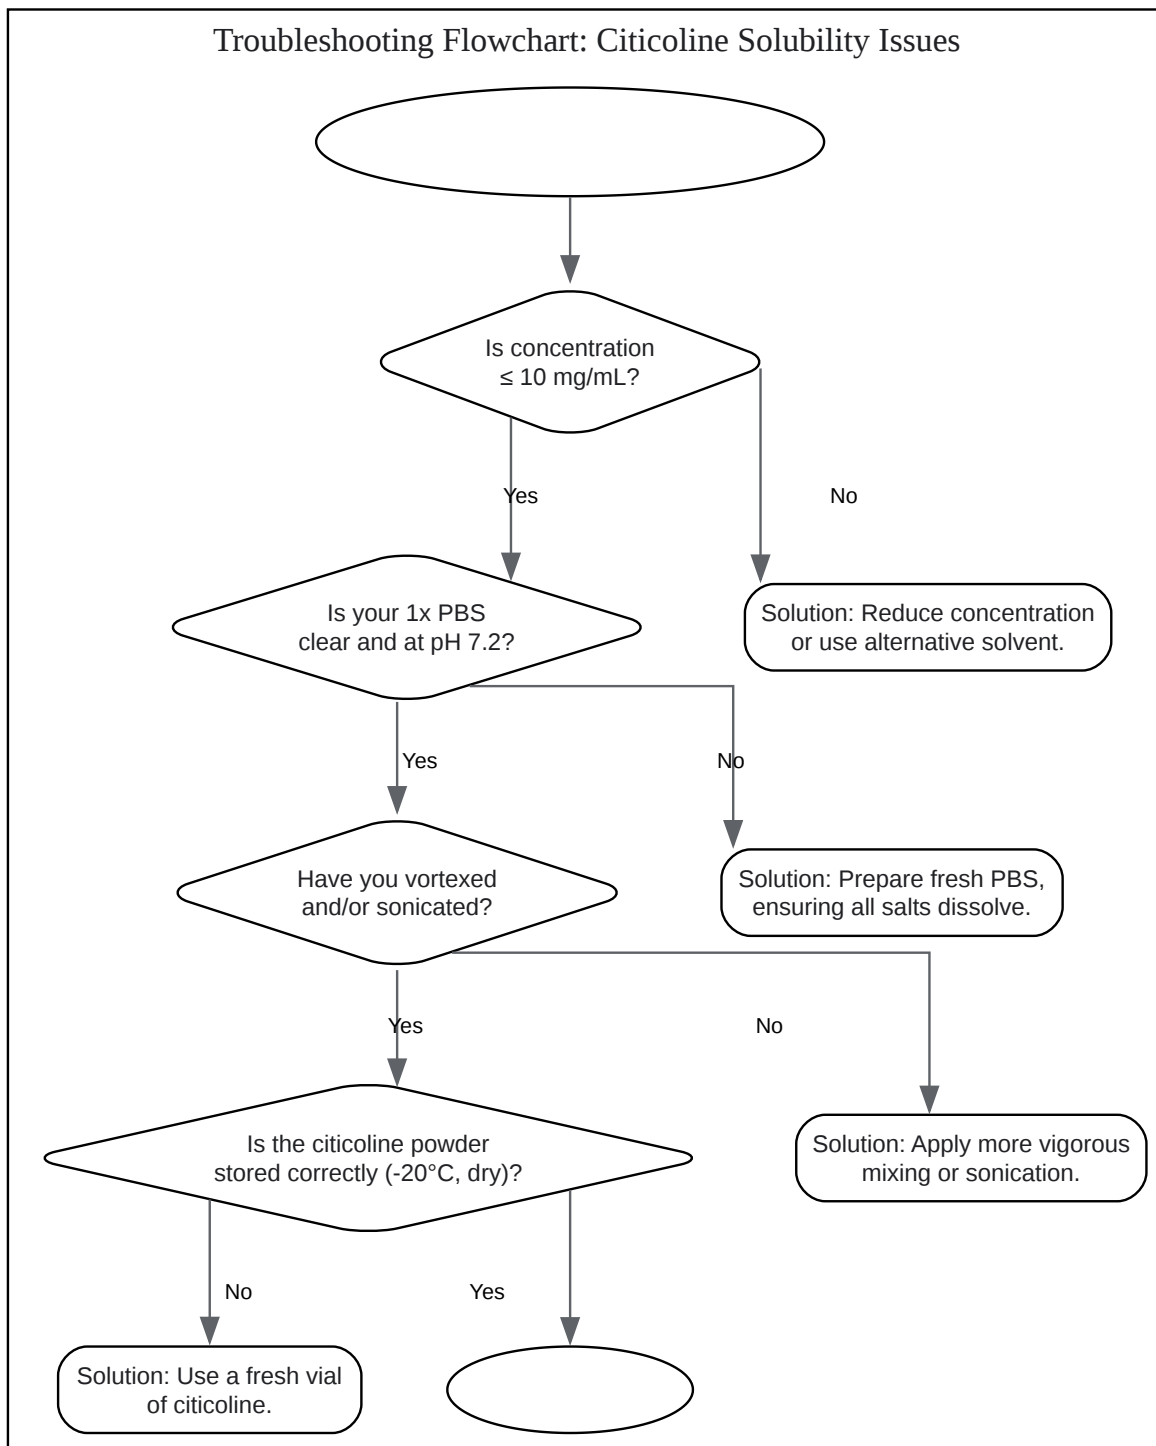 Troubleshooting Flowchart: Citicoline Solubility Issues
Is concentration
≤ 10 mg/mL?
Yes
No
Is your 1x PBS
clear and at pH 7.2?
Solution: Reduce concentration
or use alternative solvent.
Yes
No
Have you vortexed
and/or sonicated?
Solution: Prepare fresh PBS,
ensuring all salts dissolve.
Yes
No
Is the citicoline powder
stored correctly (-20°C, dry)?
Solution: Apply more vigorous
mixing or sonication.
No
Yes
Solution: Use a fresh vial
of citicoline.